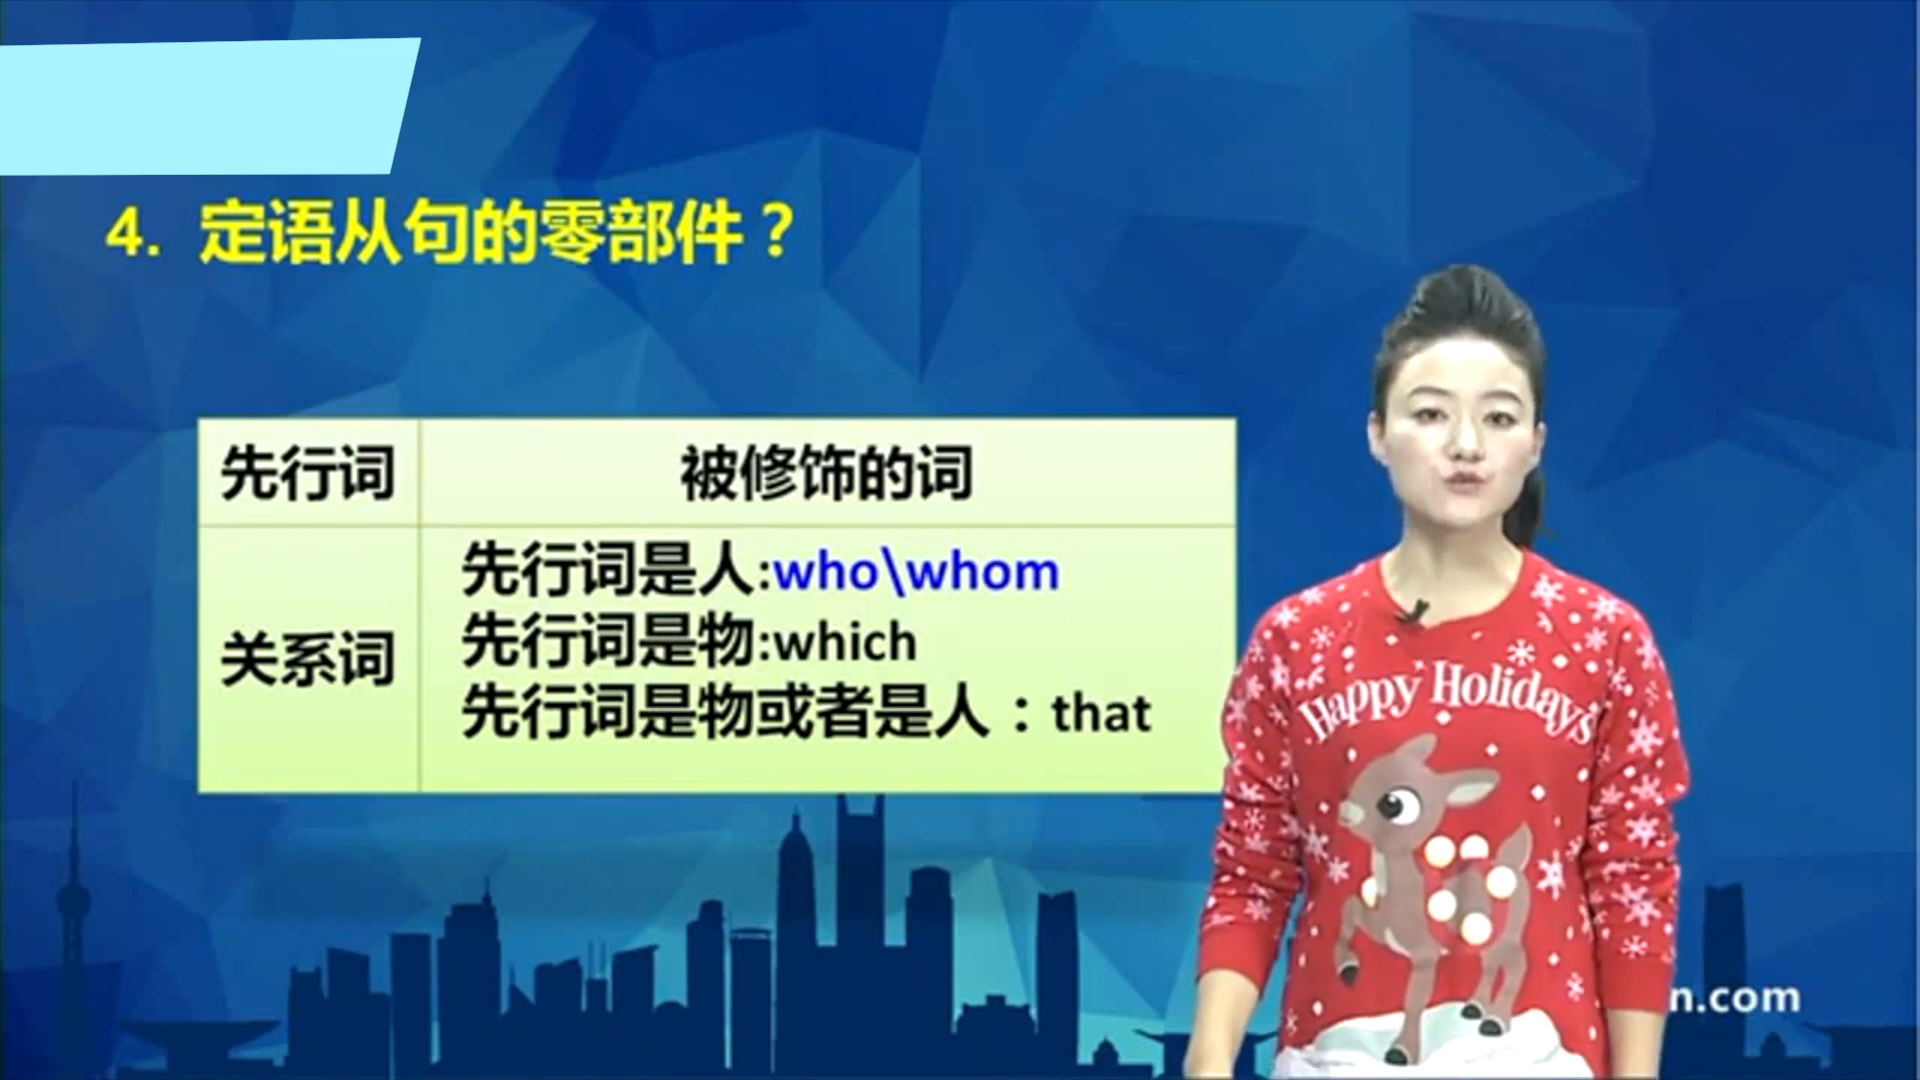 4. 定语从句的零部件？
先行词 被修饰的词
关系词
先行词是人:who\whom
先行词是物:which
先行词是物或者是人：that
Happy Holidays
n.com